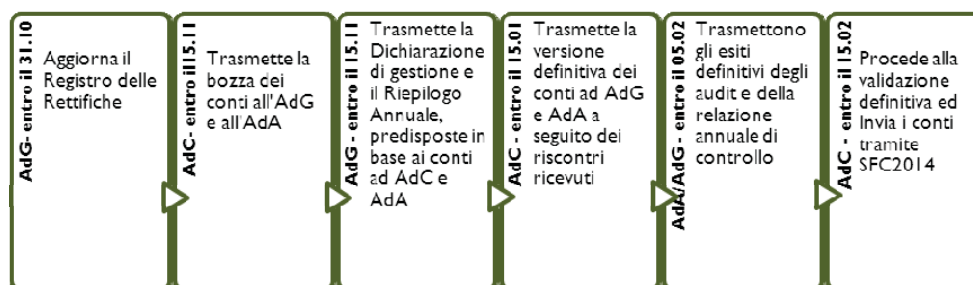 AdG- entro il 31.10
Aggiorna il
Registro delle
Rettifiche
AdC- entro il15.11
Trasmette la
bozza dei
conti all'AdG
e all'AdA
AdG - entro il 15.11
Trasmette la
Dichiarazione
di gestione e
il Riepilogo
Annuale,
predisposte in
base ai conti
ad AdC e
AdA
AdC - entro il 15.01
Trasmette la
versione
definitiva dei
conti ad AdG
e AdA a
seguito dei
riscontri
ricevuti
AdA/AdG - entro il 05.02
Trasmettono
gli esiti
definitivi degli
audit e della
relazione
annuale di
controllo
AdC - entro il 15.02
Procede alla
validazione
definitiva ed
Invia i conti
tramite
SFC2014